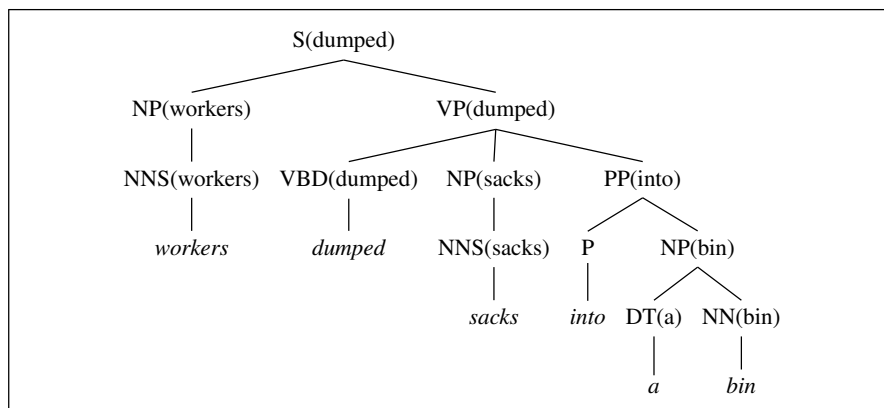 S(dumped)
NP(workers) VP(dumped)
NNS(workers) VBD(dumped) NP(sacks) PP(into)
workers dumped NNS(sacks) P NP(bin)
sacks into DT(a) NN(bin)
a bin